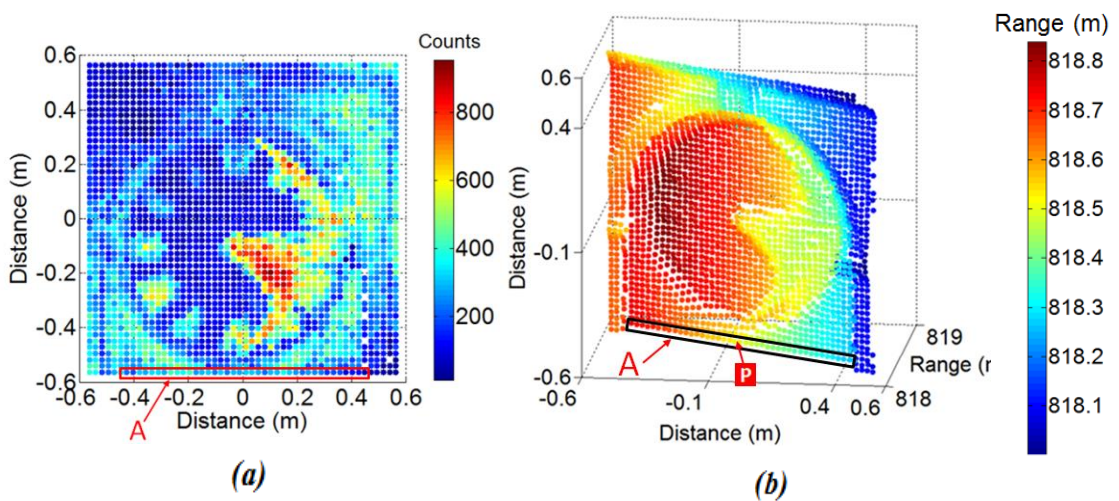 Counts
0.6
0.4
0.2
0
-0.2
-0.4
-0.6
Distance (m)
-0.6 -0.4 -0.2 0 0.2 0.4 0.6
Distance (m)
800
600
400
200
A
(a)
0.6
0.4
-0.1
-0.6
Distance (m)
-0.6
-0.1
0.4 0.6
Distance (m)
819
Range (r
818
A
P
(b)
Range (m)
818.8
818.7
818.6
818.5
818.4
818.3
818.2
818.1